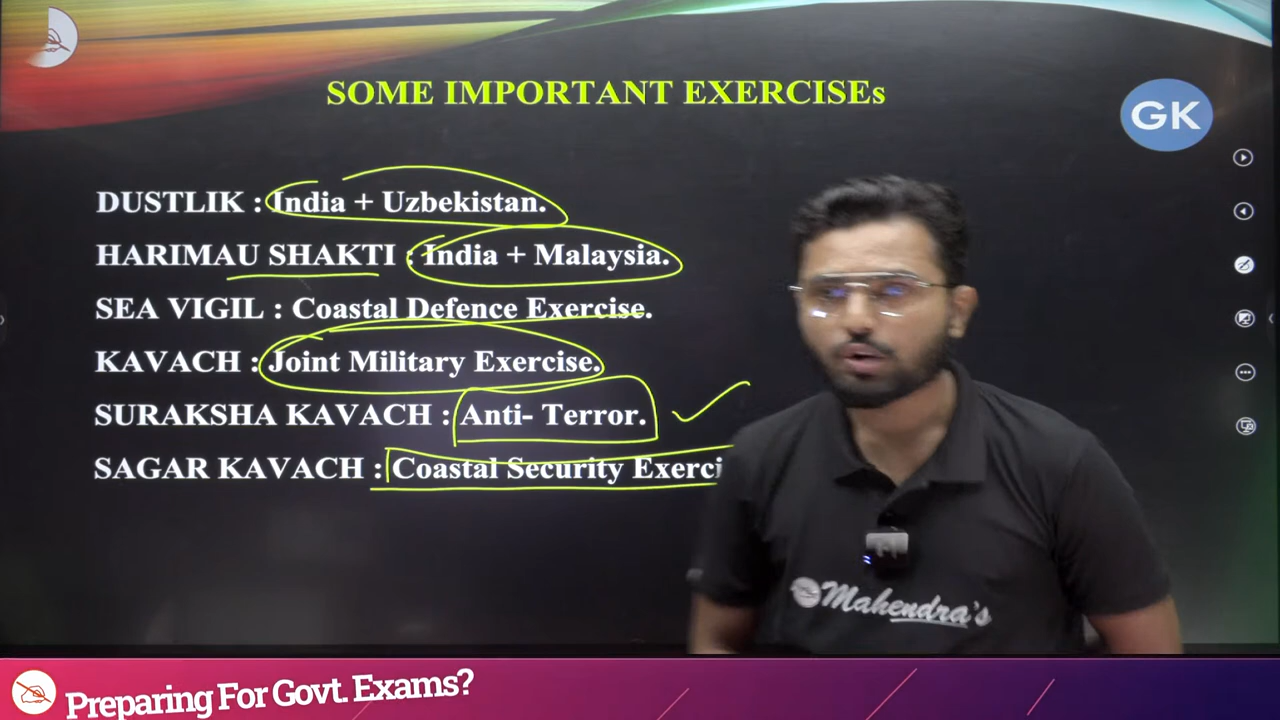 SOME IMPORTANT EXERCISEs
GK
DUSTLIK : India + Uzbekistan.
HARIMAU SHAKTI : India + Malaysia.
SEA VIGIL : Coastal Defence Exercise.
KAVACH : Joint Military Exercise.
SURAKSHA KAVACH : Anti- Terror.
SAGAR KAVACH : Coastal Security Exerci
Mahendra's
Preparing For Govt. Exams?